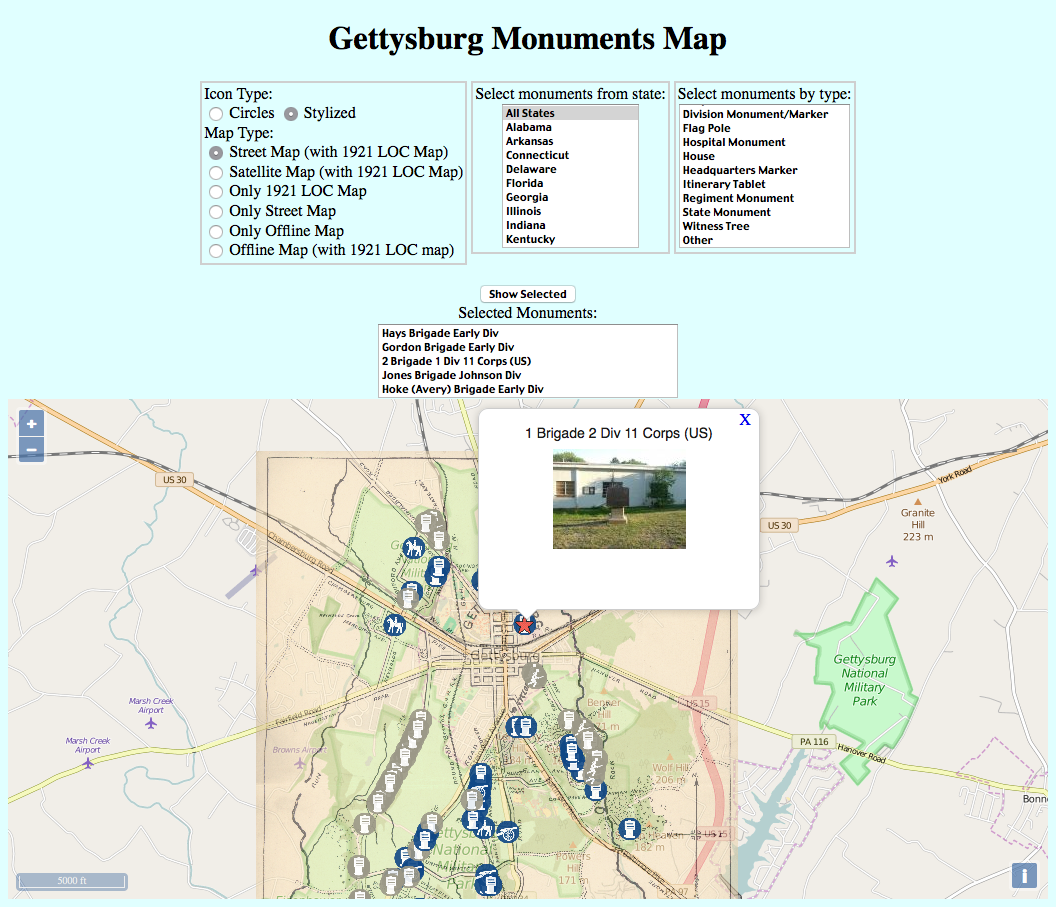 Gettysburg Monuments Map
Icon Type:
Circles Stylized
Map Type:
Street Map (with 1921 LOC Map)
Satellite Map (with 1921 LOC Map)
Only 1921 LOC Map
Only Street Map
Only Offline Map
Offline Map (with 1921 LOC map)
Select monuments from state:
All States
Alabama
Arkansas
Connecticut
Delaware
Florida
Georgia
Illinois
Indiana
Kentucky
Select monuments by type:
Division Monument/Marker
Flag Pole
Hospital Monument
House
Headquarters Marker
Itinerary Tablet
Regiment Monument
State Monument
Witness Tree
Other
Show Selected
Selected Monuments:
Hays Brigade Early Div
Gordon Brigade Early Div
2 Brigade 1 Div 11 Corps (US)
Jones Brigade Johnson Div
Hoke (Avery) Brigade Early Div
+
−
X
1 Brigade 2 Div 11 Corps (US)
US 30
York Road
US 30
Granite
Hill
223 m
Chambersburg Road
Gettysburg
Gettysburg
National
Military
Park
Marsh Creek
Airport
Fairfield Road
US 15
Marsh Creek
Airport
Browns Airport
PA 116
Hanover Road
Wolf Hill
206 m
Bonne
US 15
182 m
Powers
Hill
171 m
National
5000 ft
i